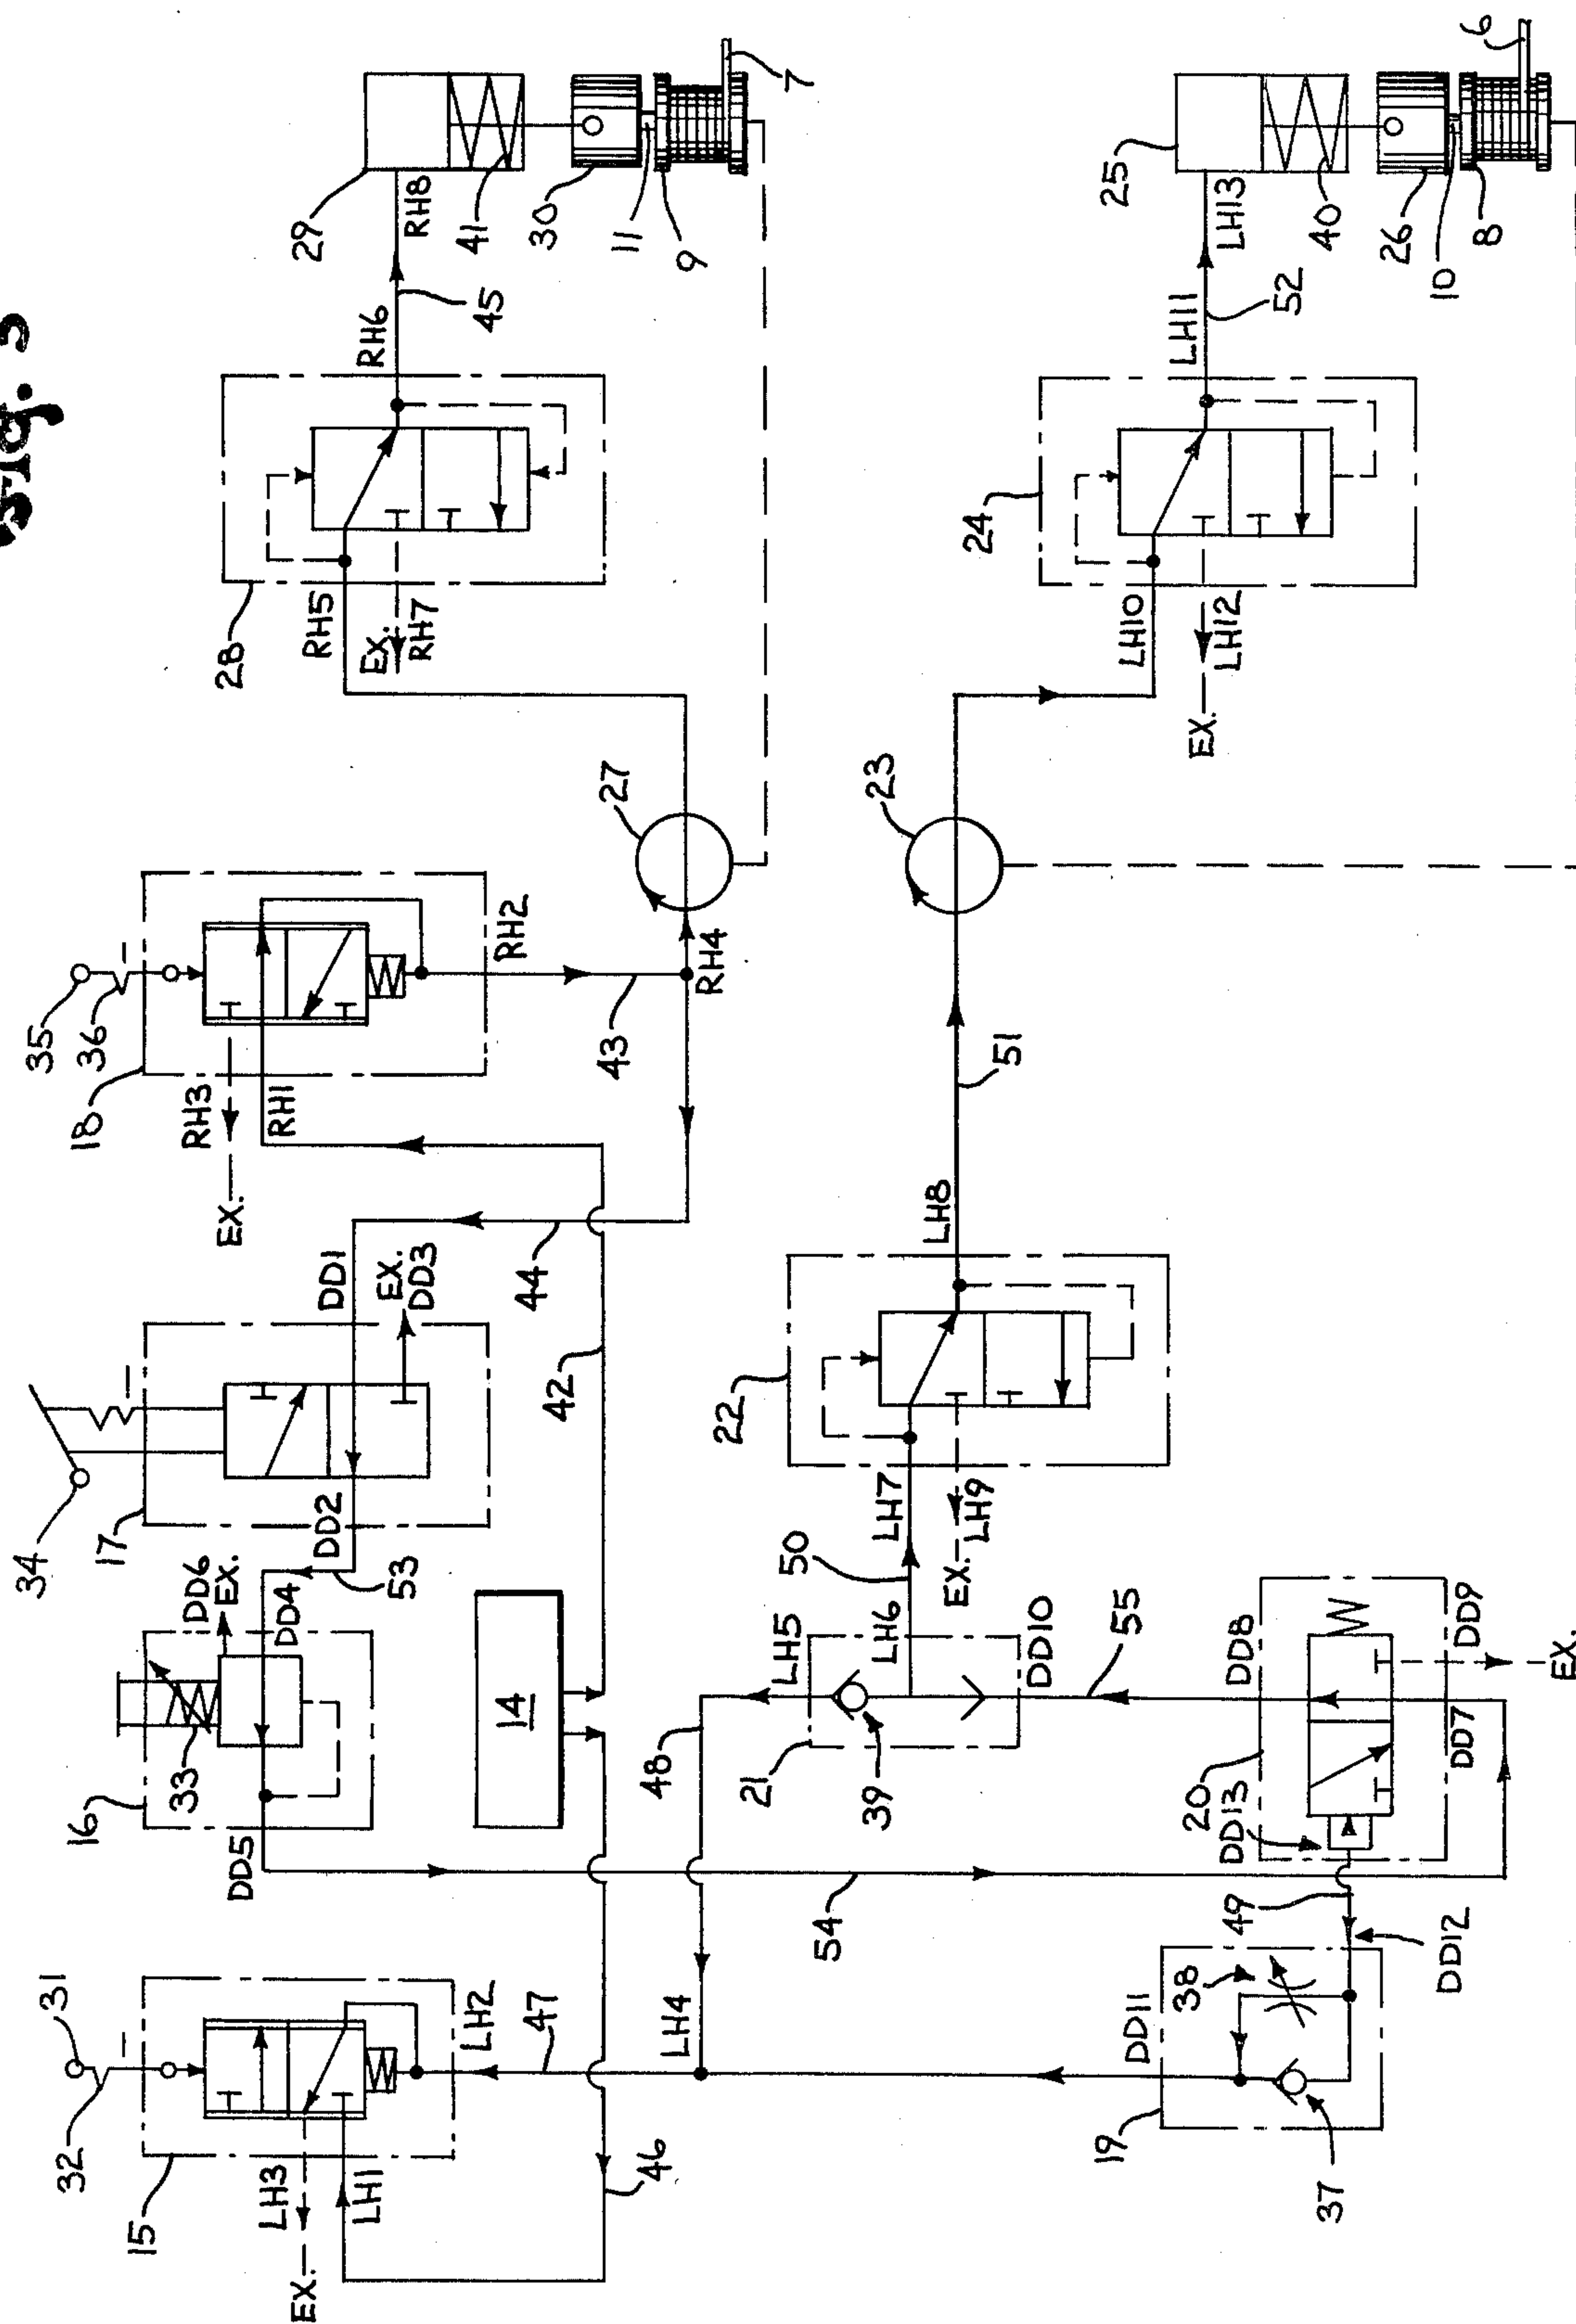 Fig. 3
29
RH8
41
30
11
9
7
RH6
45
28
RH5
EX.
RH7
25
LH13
40
26
10
8
6
LH11
52
24
LH10
EX.
LH12
27
23
35
36
18
RH3
RH1
EX.
RH2
43
RH4
51
34
17
DD1
EX.
DD3
DD2
44
42
LH8
22
LH7
EX.
LH9
50
DD6
EX.
DD4
53
16
33
DD5
14
LH5
LH6
DD10
55
48
21
39
DD8
DD9
EX.
20
DD13
DD7
54
49
DD12
31
32
15
LH3
EX.
LH1
LH2
47
LH4
46
DD11
38
19
37